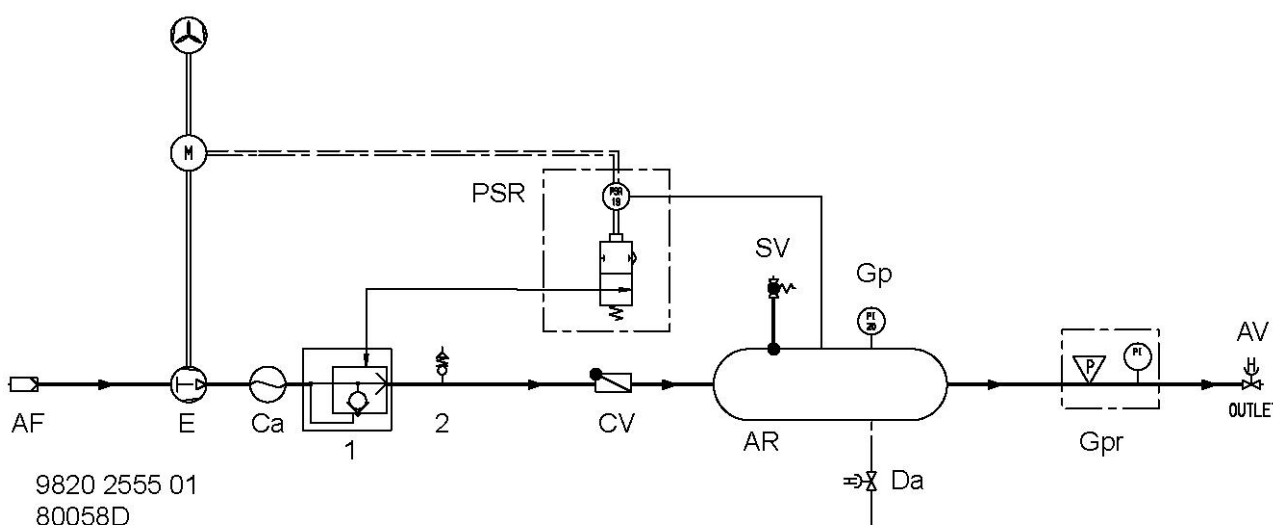 M
PSR
PSR
19
SV
Gp
PI
20
AV
P
PI
OUTLET
AF
E
Ca
1
2
CV
AR
Gpr
Da
9820 2555 01
80058D